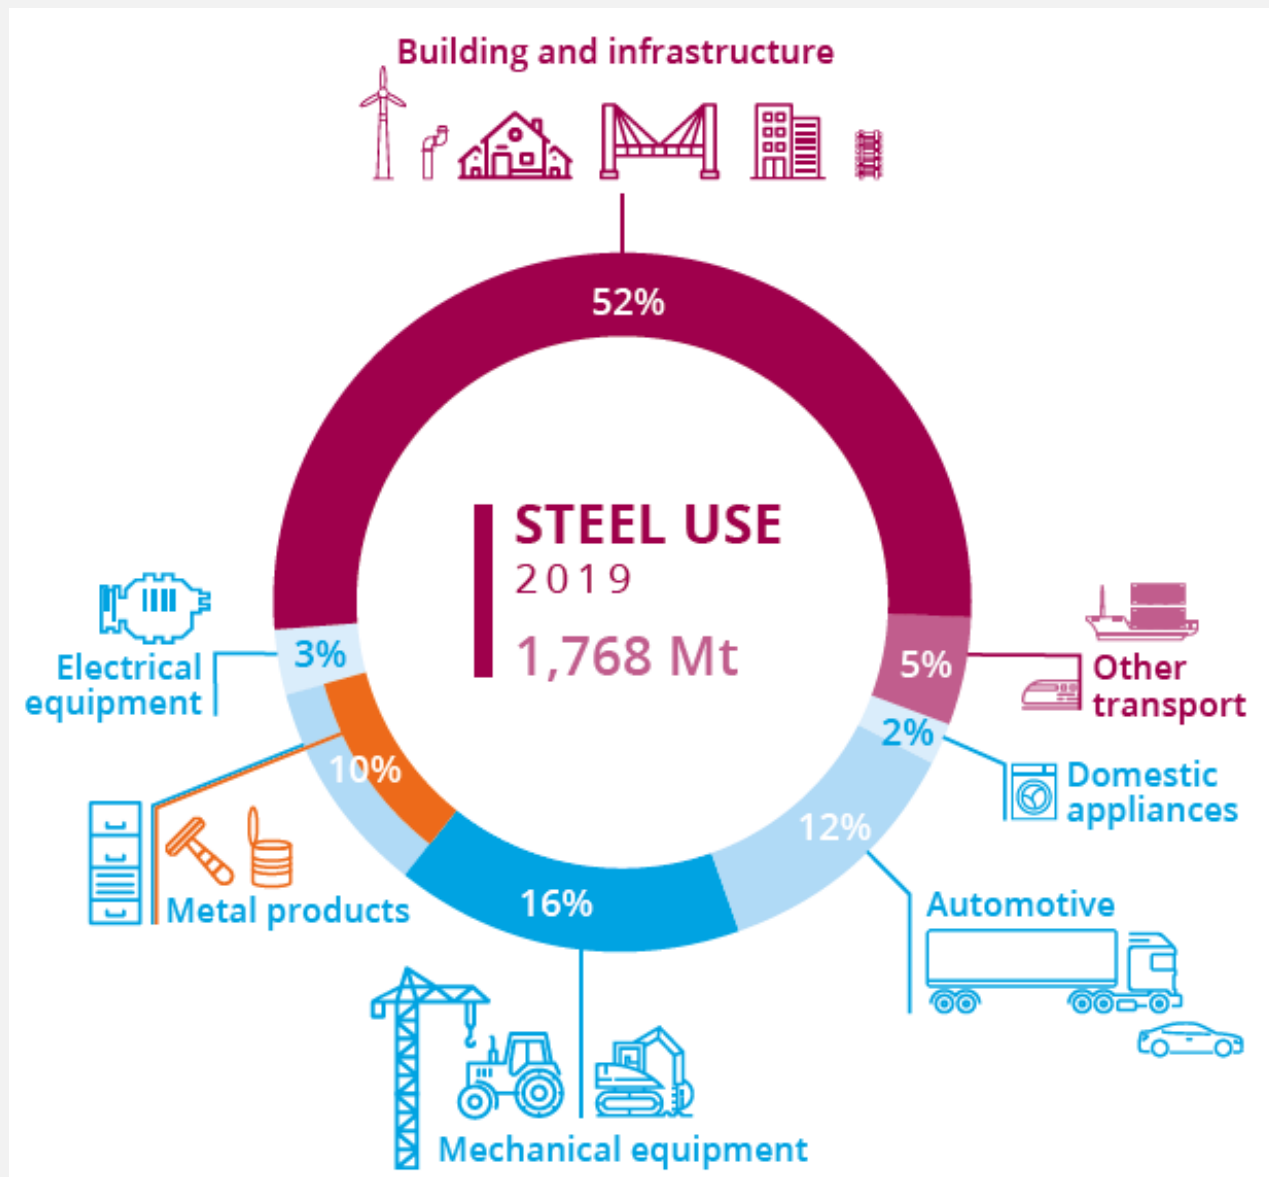 Building and infrastructure
52%
STEEL USE
2019
1,768 Mt
3%
Electrical
equipment
5%
Other
transport
2%
Domestic
appliances
10%
Metal products
12%
Automotive
16%
Mechanical equipment